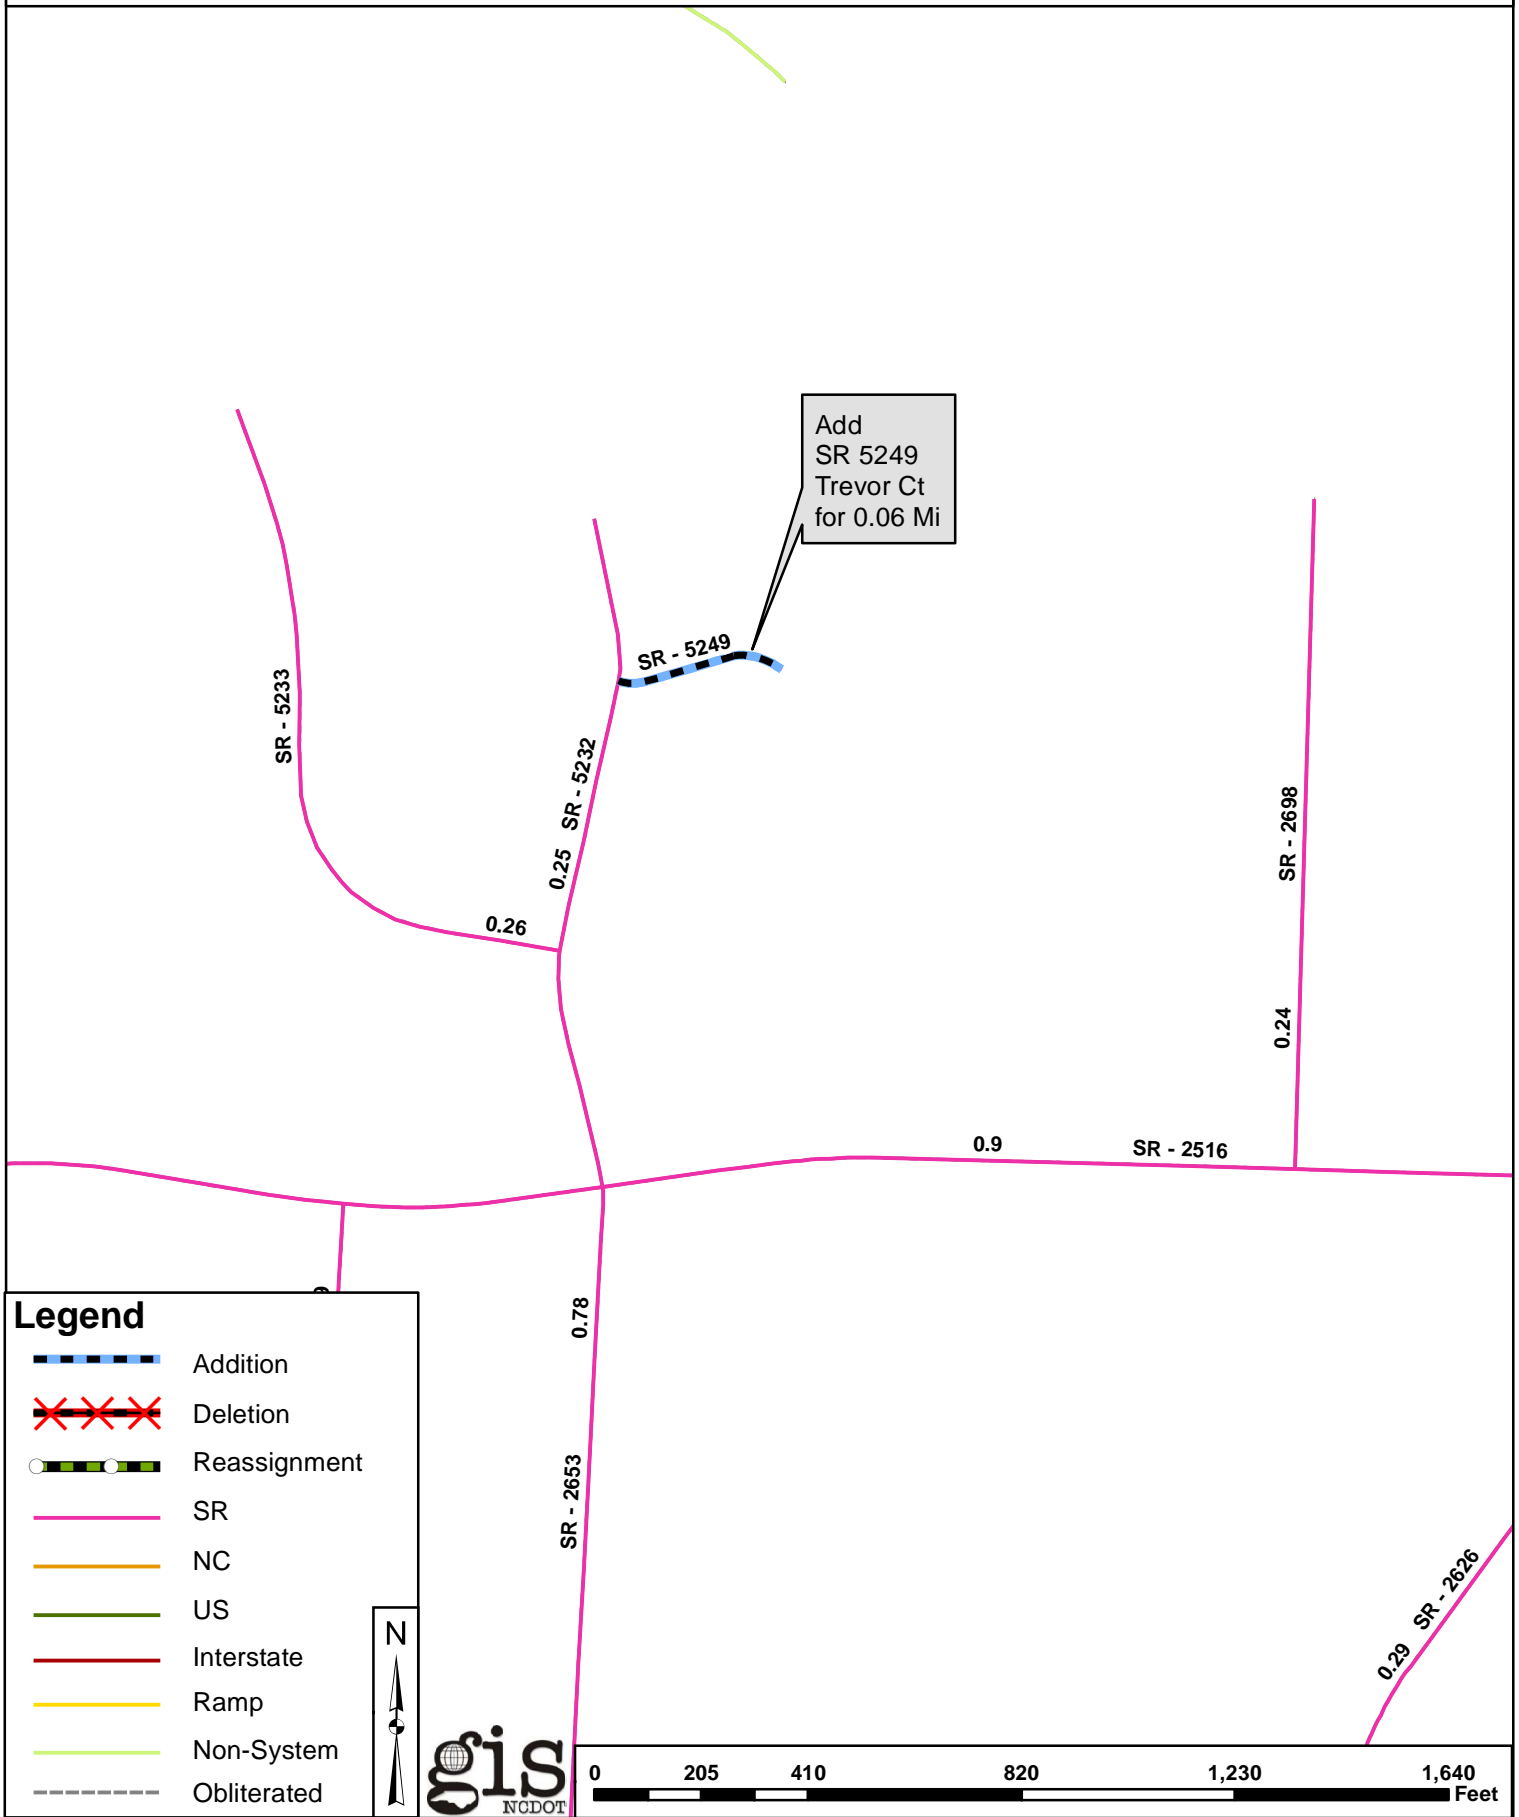 Add
SR 5249
Trevor Ct
for 0.06 Mi
SR - 5249
SR - 5233
SR - 5232
0.25
0.26
SR - 2698
0.24
0.9
SR - 2516
0.78
SR - 2653
SR - 2626
0.29
Legend
Addition
Deletion
Reassignment
SR
NC
US
Interstate
Ramp
Non-System
Obliterated
N
gis
NCDOT
0 205 410 820 1,230 1,640
Feet